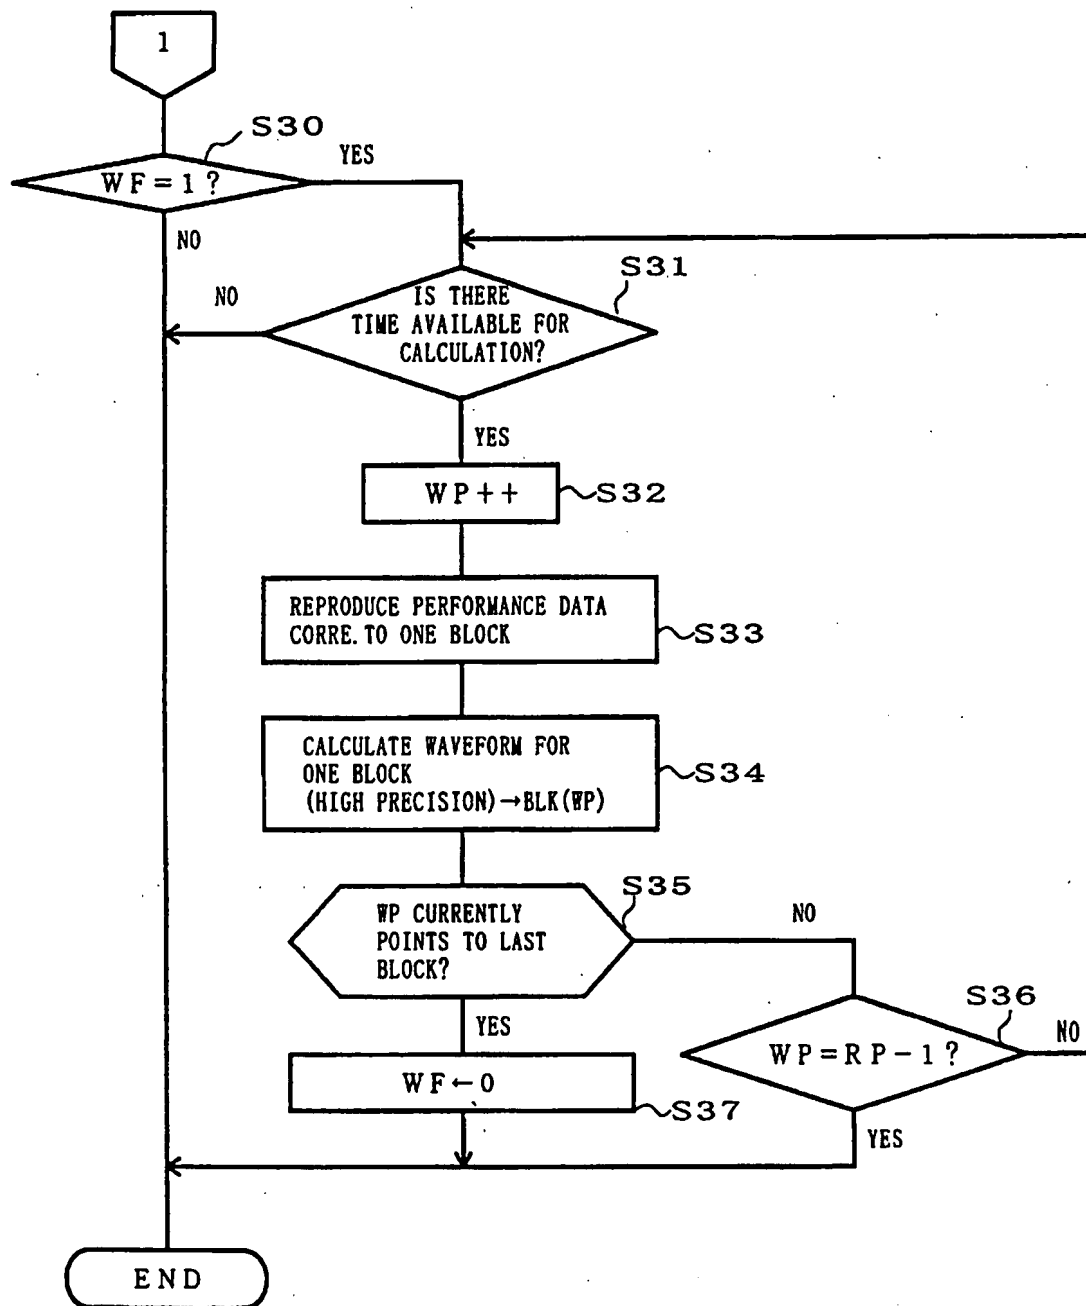 1
S30
YES
WF=1?
NO
S31
NO
IS THERE
TIME AVAILABLE FOR
CALCULATION?
YES
WP++
S32
REPRODUCE PERFORMANCE DATA
CORRE. TO ONE BLOCK
S33
CALCULATE WAVEFORM FOR
ONE BLOCK
(HIGH PRECISION)→BLK(WP)
S34
S35
WP CURRENTLY
POINTS TO LAST
BLOCK?
NO
YES
S36
WP=RP-1?
NO
WF←0
S37
YES
END